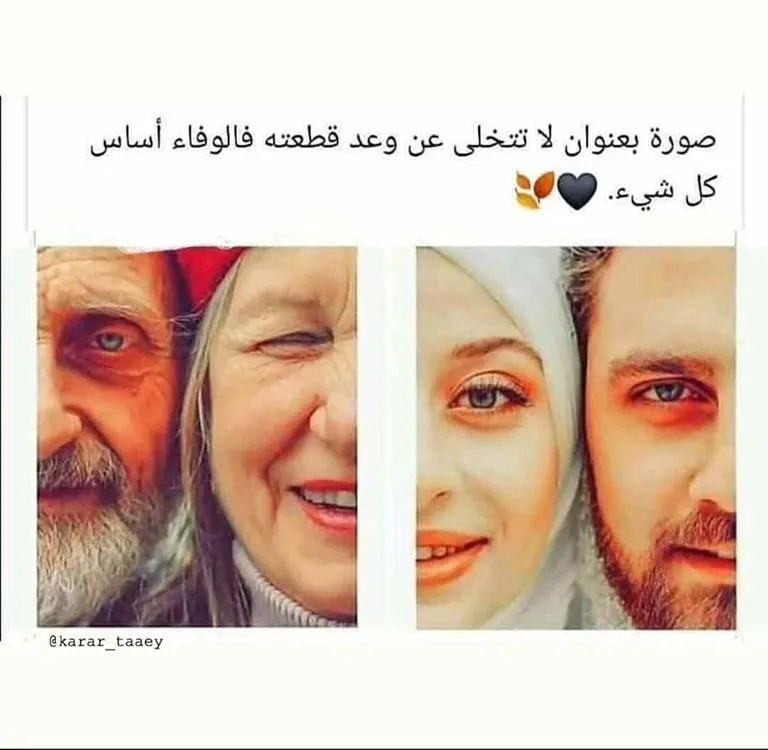 صورة بعنوان لا تتخلى عن وعد قطعته فالوفاء أساس
كل شيء. 🖤🍂
@karar_taaey